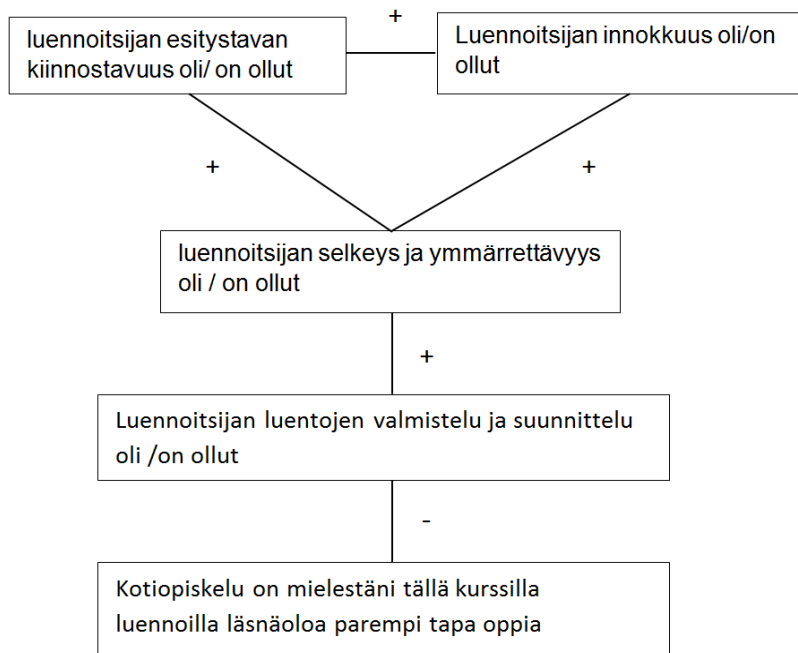 +
luennoitsijan esitystavan
kiinnostavuus oli/ on ollut
Luennoitsijan innokkuus oli/on
ollut
+
+
luennoitsijan selkeys ja ymmärrettävyys
oli / on ollut
+
Luennoitsijan luentojen valmistelu ja suunnittelu
oli /on ollut
-
Kotiopiskelu on mielestäni tällä kurssilla
luennoilla läsnäoloa parempi tapa oppia